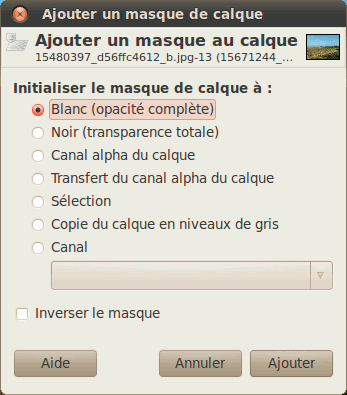 Ajouter un masque de calque
Ajouter un masque au calque
15480397_d56ffc4612_b.jpg-13 (15671244_...
Initialiser le masque de calque à :
Blanc (opacité complète)
Noir (transparence totale)
Canal alpha du calque
Transfert du canal alpha du calque
Sélection
Copie du calque en niveaux de gris
Canal
Inverser le masque
Aide
Annuler
Ajouter